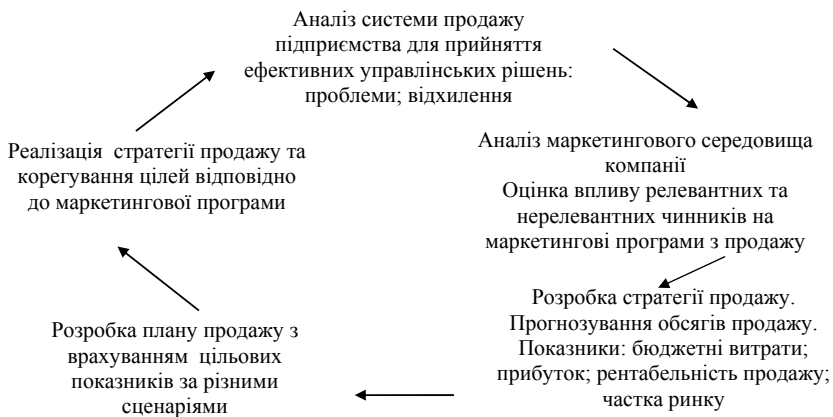 Аналіз системи продажу
підприємства для прийняття
ефективних управлінських рішень:
проблеми; відхилення
Аналіз маркетингового середовища
компанії
Оцінка впливу релевантних та
нерелевантних чинників на
маркетингові програми з продажу
Розробка стратегії продажу.
Прогнозування обсягів продажу.
Показники: бюджетні витрати;
прибуток; рентабельність продажу;
частка ринку
Розробка плану продажу з
врахуванням  цільових
показників за різними
сценаріями
Реалізація  стратегії продажу та
корегування цілей відповідно
до маркетингової програми